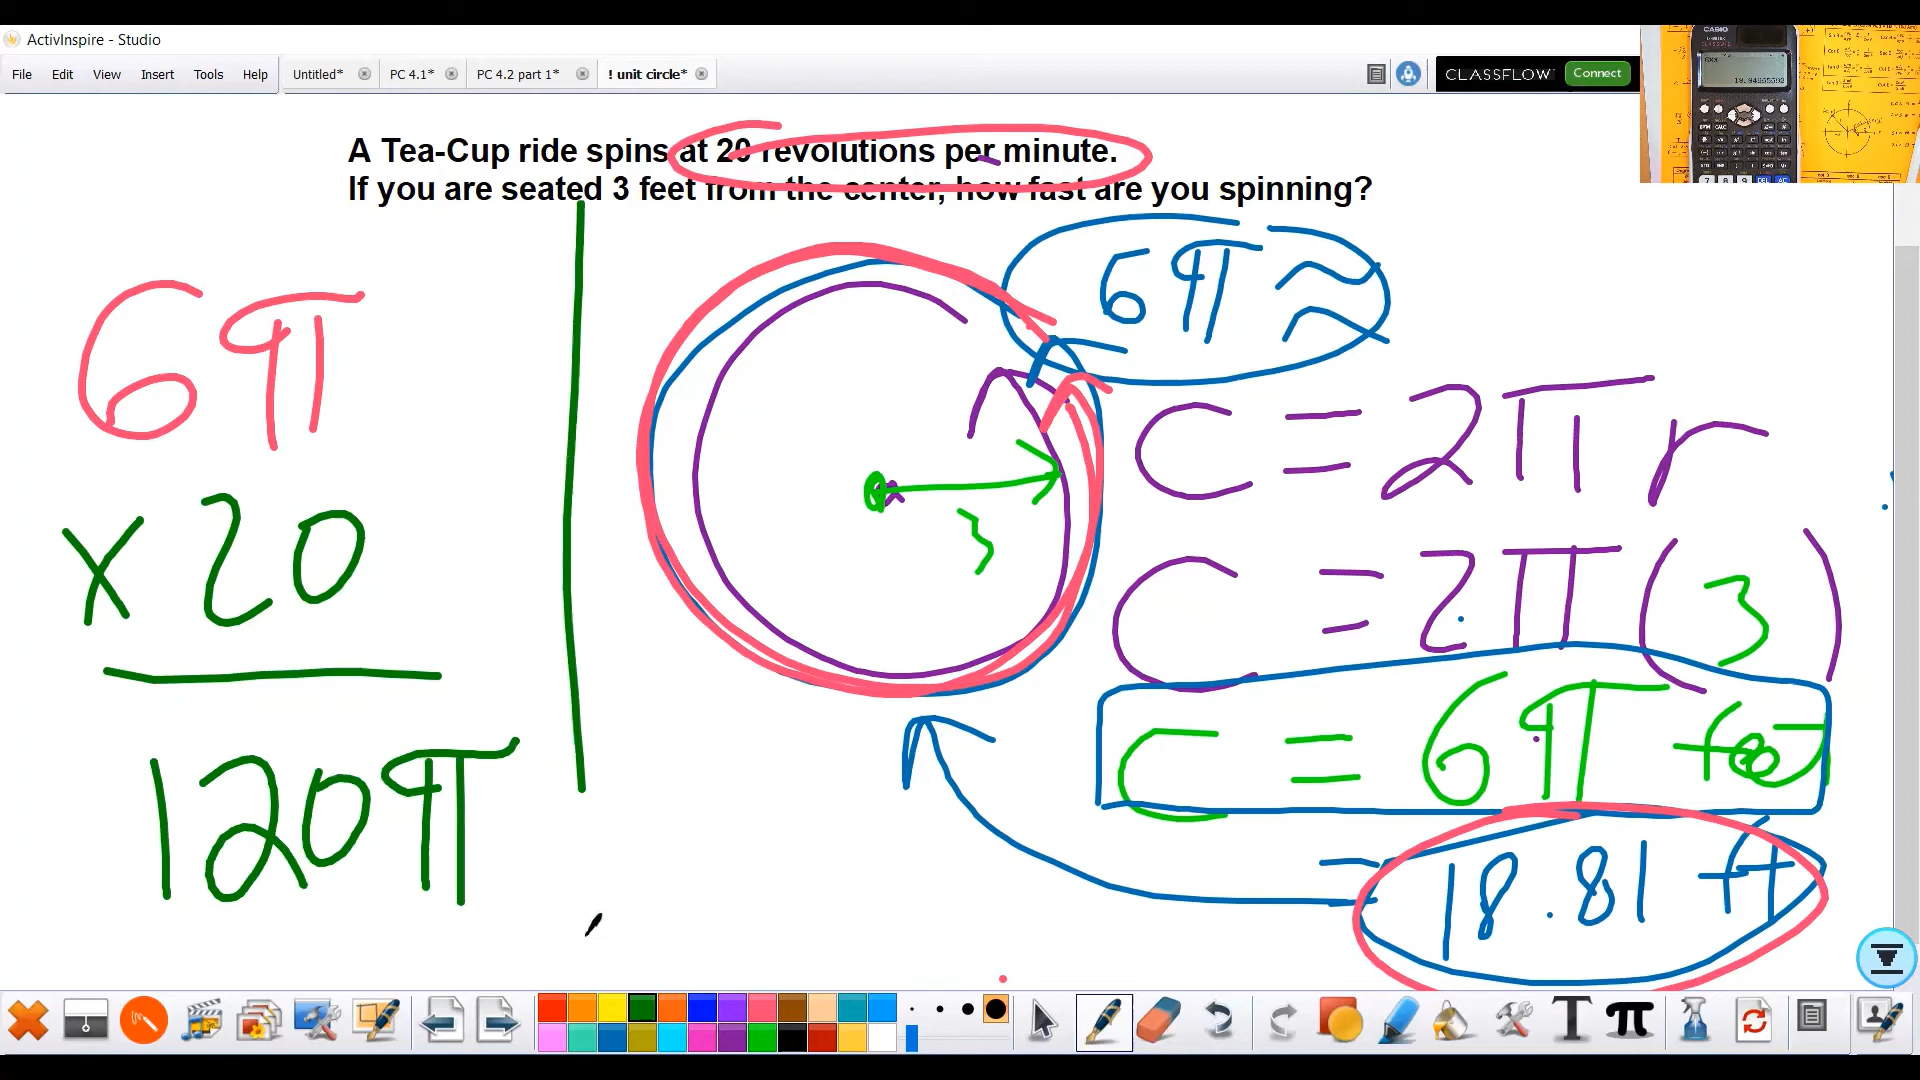 ActivInspire - Studio
File Edit View Insert Tools Help
Untitled* PC 4.1* PC 4.2 part 1* ! unit circle*
CLASSFLOW Connect
CASIO
A Tea-Cup ride spins at 20 revolutions per minute.
If you are seated 3 feet from the center, how fast are you spinning?
6π ≈
6π
x 20
120π
3
C = 2πr
C = 2π(3)
C = 6π feet
= 18.81 ft
T π